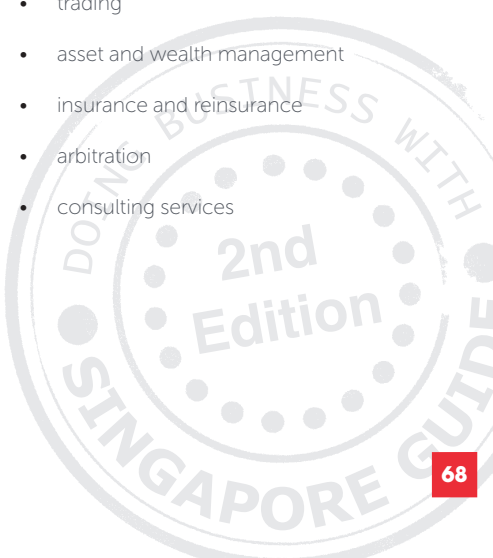 • trading
• asset and wealth management
• insurance and reinsurance
• arbitration
• consulting services
DOING BUSINESS WITH
2nd
Edition
SINGAPORE GUIDE
68